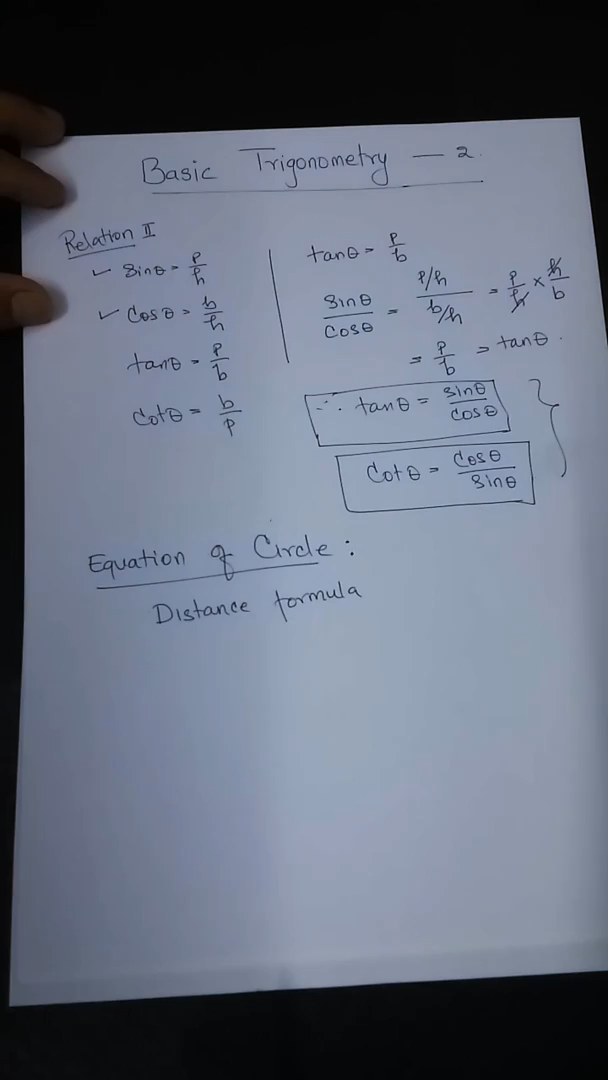 Basic Trigonometry — 2.
Relation II
✓ Sinθ = P/h
✓ Cosθ = b/h
tanθ = P/b
Cotθ = b/P
tanθ = P/b
Sinθ/Cosθ = (P/h)/(b/h) = P/h × h/b
= P/b = tanθ.
∴ tanθ = Sinθ/Cosθ
Cotθ = Cosθ/Sinθ
Equation of Circle :
Distance formula